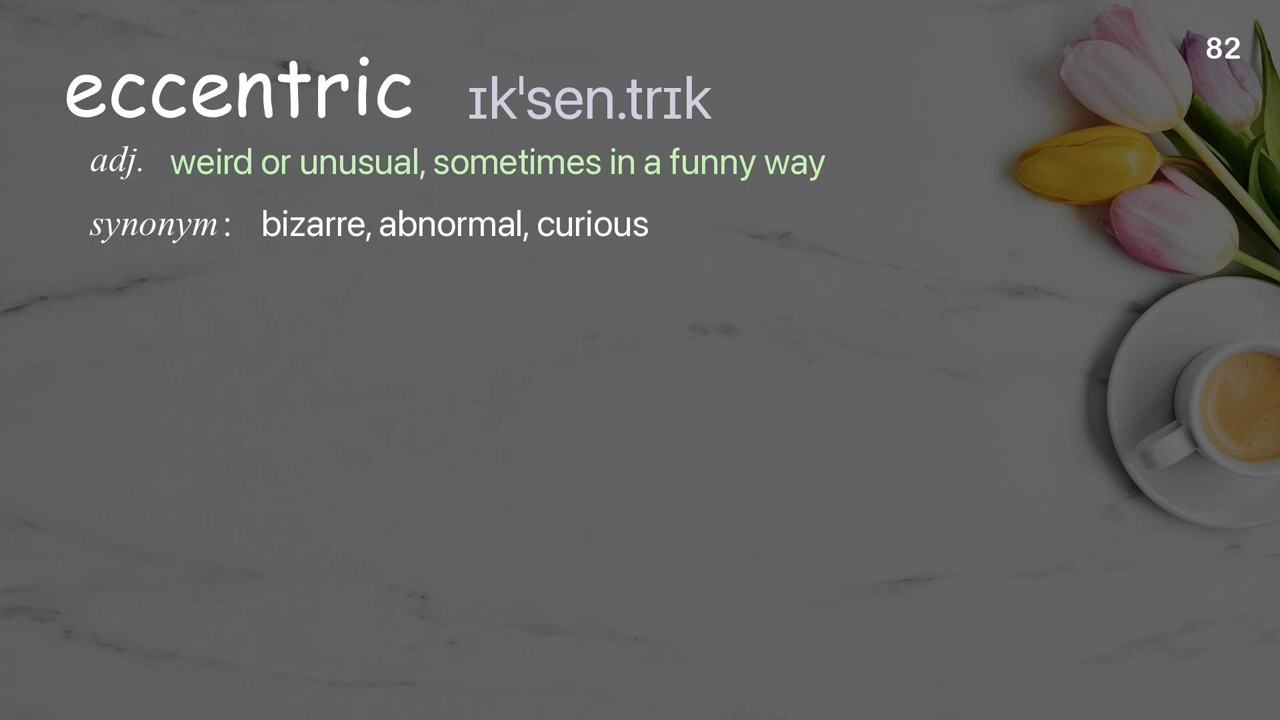 82
eccentric ɪkˈsen.trɪk
adj. weird or unusual, sometimes in a funny way
synonym: bizarre, abnormal, curious